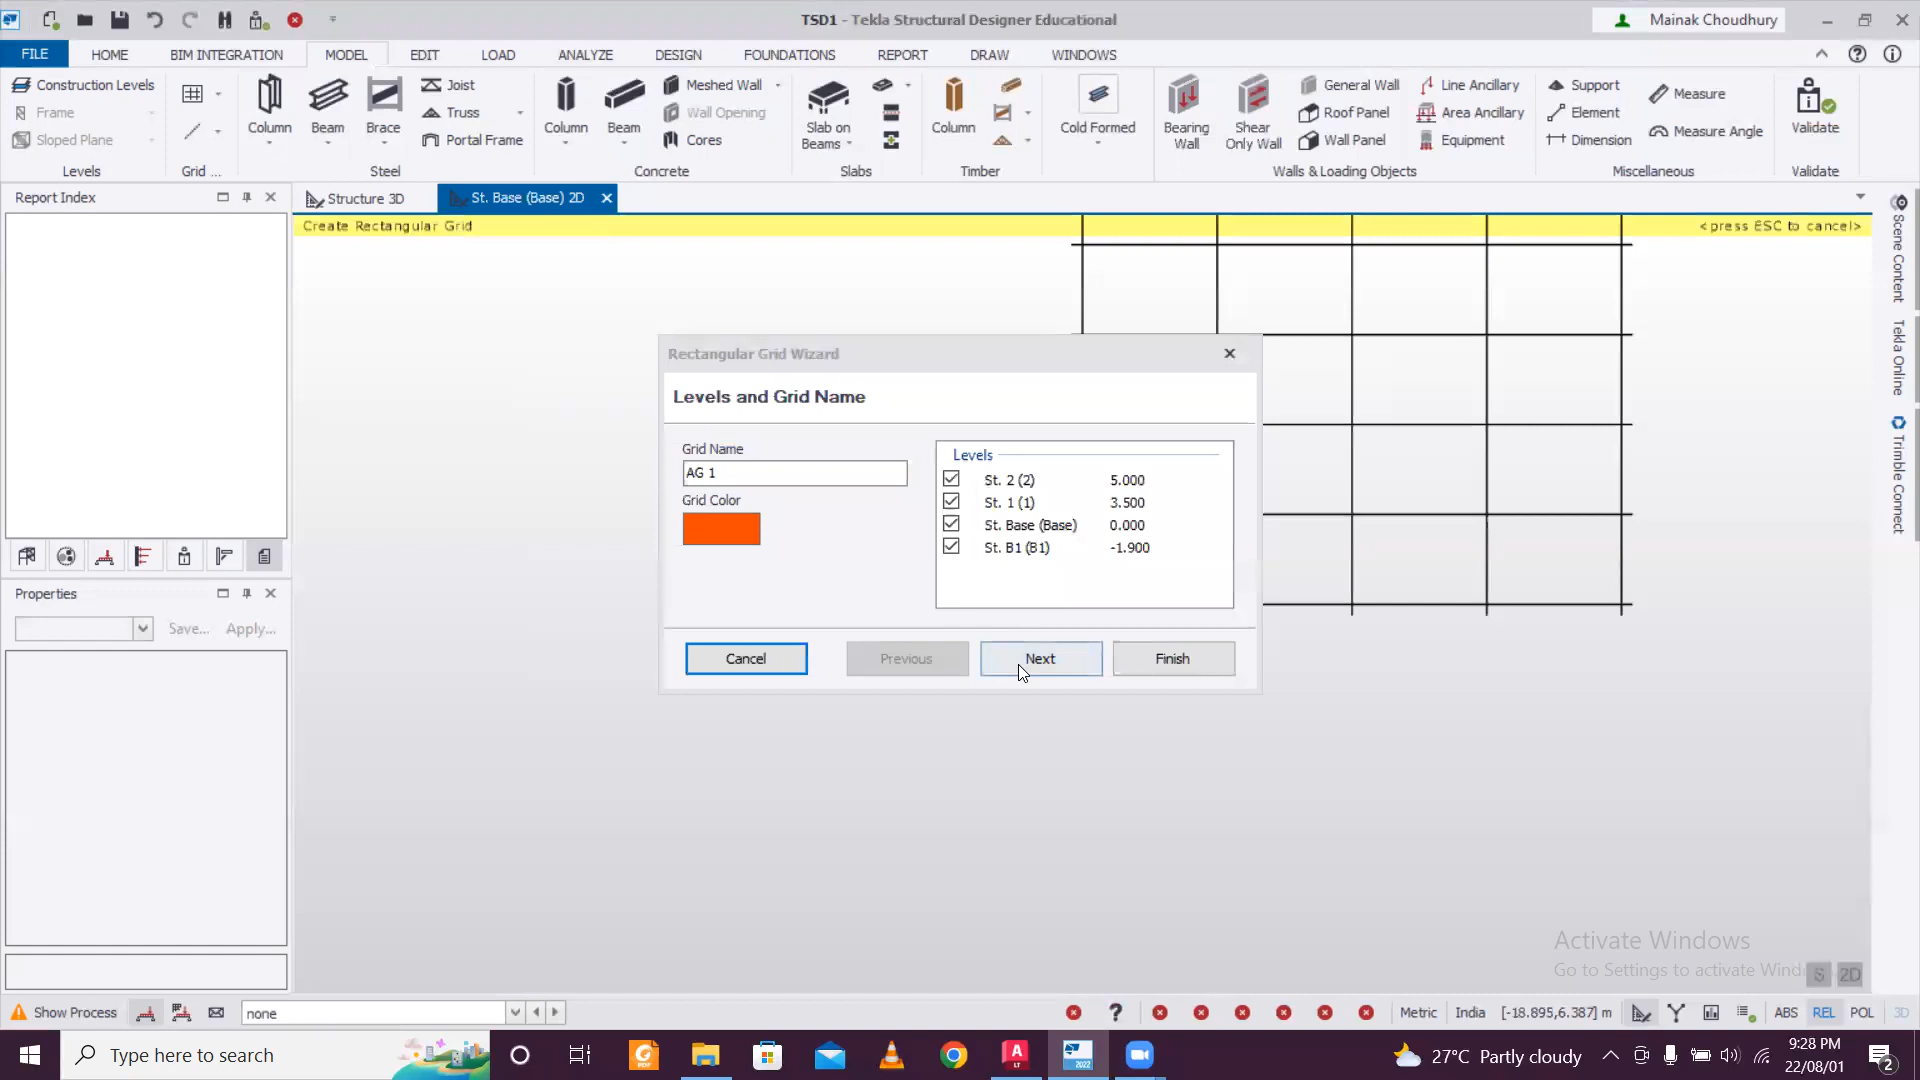 TSD1 - Tekla Structural Designer Educational
Mainak Choudhury
FILE HOME BIM INTEGRATION MODEL EDIT LOAD ANALYZE DESIGN FOUNDATIONS REPORT DRAW WINDOWS
Construction Levels
Frame
Sloped Plane
Levels
Grid ...
Column
Beam
Brace
Joist
Truss
Portal Frame
Steel
Column
Beam
Meshed Wall
Wall Opening
Cores
Concrete
Slab on
Beams
Slabs
Column
Timber
Cold Formed
Bearing
Wall
Shear
Only Wall
General Wall
Roof Panel
Wall Panel
Line Ancillary
Area Ancillary
Equipment
Walls & Loading Objects
Support
Element
Dimension
Measure
Measure Angle
Miscellaneous
Validate
Validate
Report Index
Structure 3D
St. Base (Base) 2D
Create Rectangular Grid
<press ESC to cancel>
Scene Content
Tekla Online
Trimble Connect
Rectangular Grid Wizard
Levels and Grid Name
Grid Name
AG 1
Grid Color
Levels
St. 2 (2) 5.000
St. 1 (1) 3.500
St. Base (Base) 0.000
St. B1 (B1) -1.900
Cancel Previous Next Finish
Properties
Save... Apply...
Activate Windows
Go to Settings to activate Wind
S 2D
Show Process
none
Metric India [-18.895,6.387] m ABS REL POL 3D
Type here to search
27°C Partly cloudy
9:28 PM
22/08/01
2